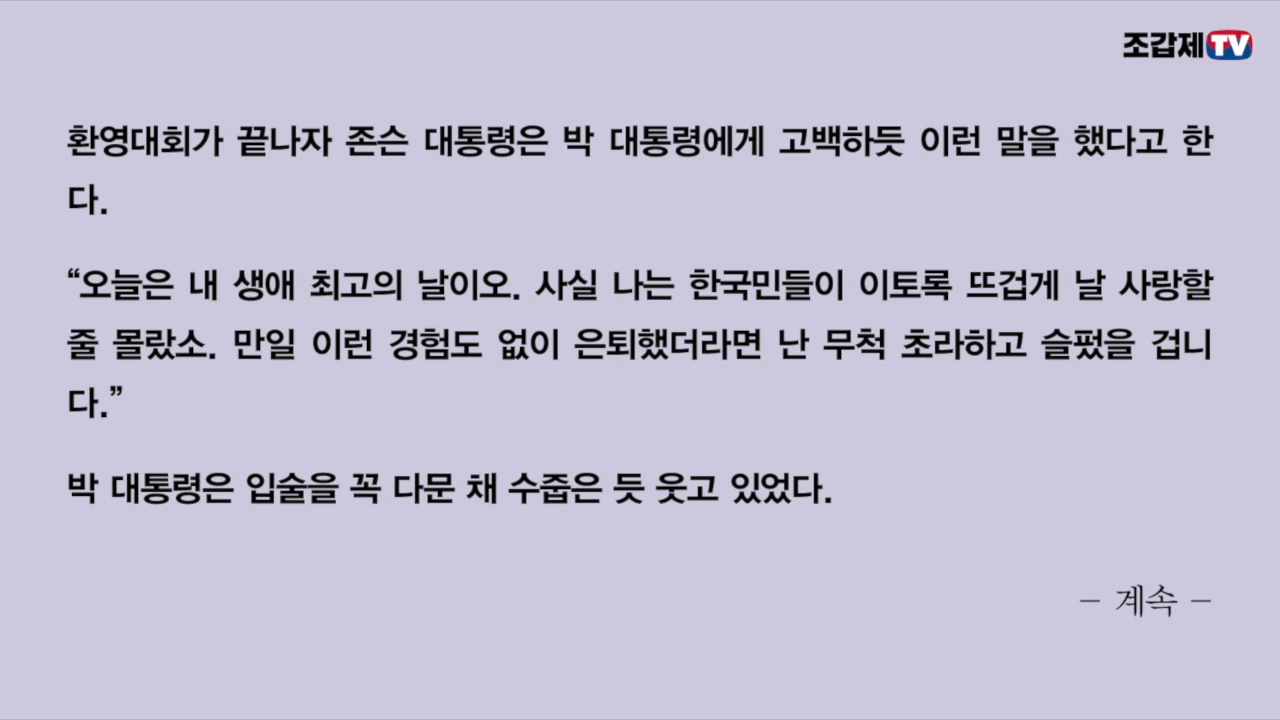 조갑제TV
환영대회가 끝나자 존슨 대통령은 박 대통령에게 고백하듯 이런 말을 했다고 한
다.
“오늘은 내 생애 최고의 날이오. 사실 나는 한국민들이 이토록 뜨겁게 날 사랑할
줄 몰랐소. 만일 이런 경험도 없이 은퇴했더라면 난 무척 초라하고 슬펐을 겁니
다.”
박 대통령은 입술을 꼭 다문 채 수줍은 듯 웃고 있었다.
– 계속 –